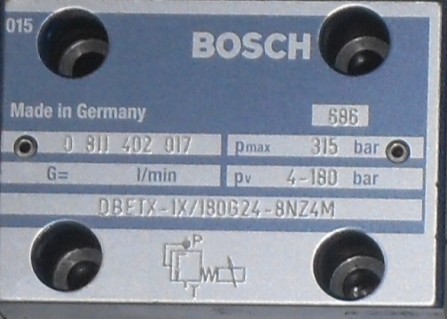 015
BOSCH
Made in Germany
686
0 811 402 017
pmax 315 bar
G= l/min
pv 4-180 bar
DBETX-1X/180G24-8NZ4M
P
T